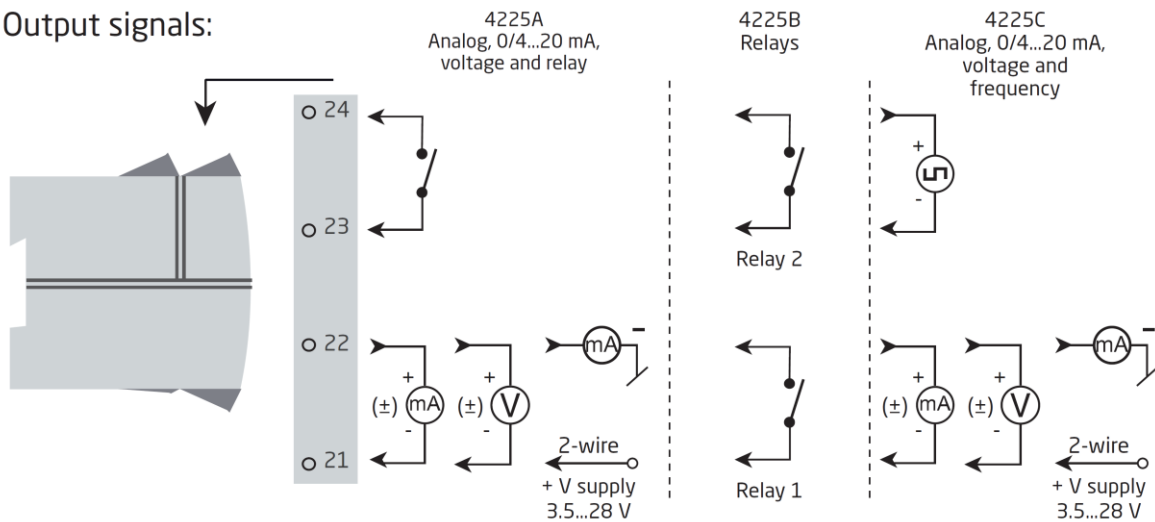 Output signals:
4225A
Analog, 0/4...20 mA,
voltage and relay
4225B
Relays
4225C
Analog, 0/4...20 mA,
voltage and
frequency
24
23
22
21
+
mA
-
(±)
+
V
-
(±)
mA
-
2-wire
+ V supply
3.5...28 V
Relay 2
Relay 1
+
-
+
mA
-
(±)
+
V
-
(±)
mA
-
2-wire
+ V supply
3.5...28 V